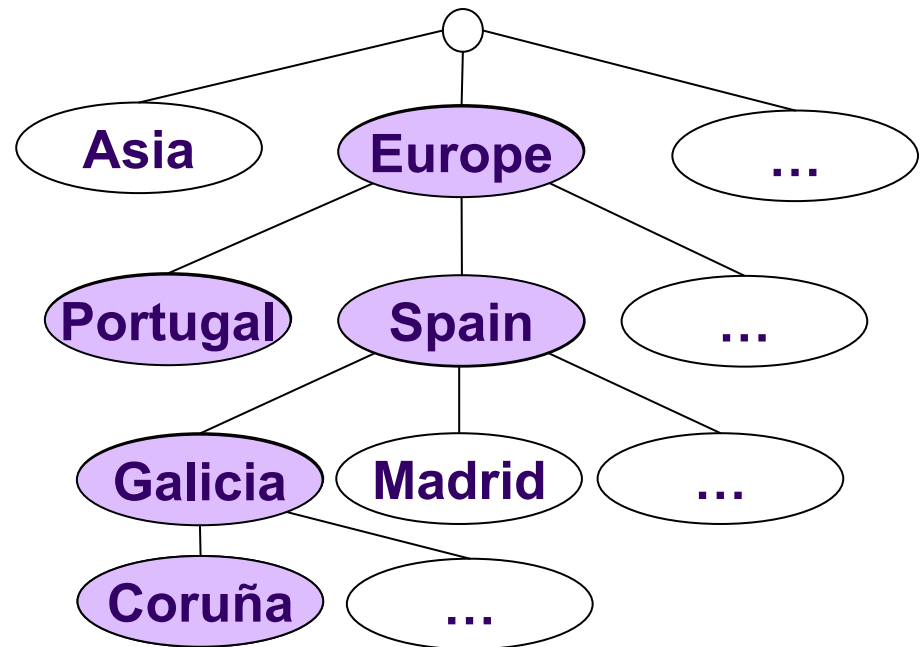 Asia
Europe
…
Portugal
Spain
…
Galicia
Madrid
…
Coruña
…